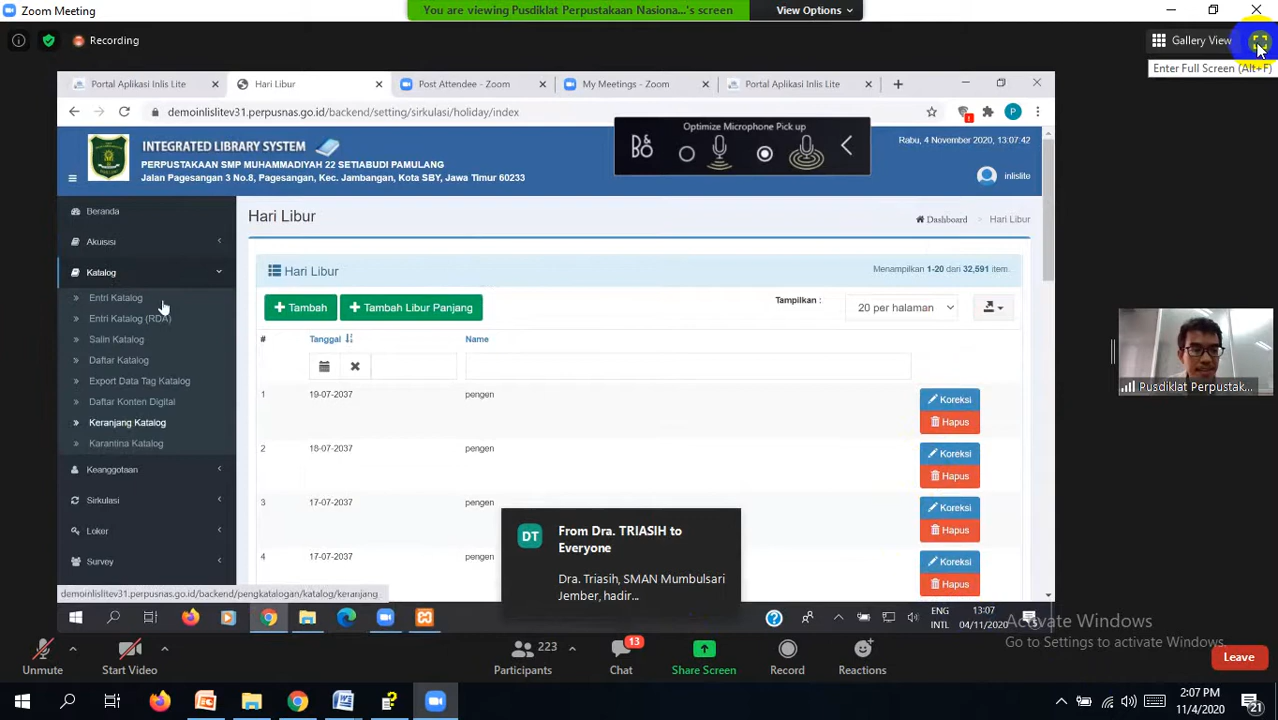 Zoom Meeting
You are viewing Pusdiklat Perpustakaan Nasiona...'s screen
View Options
Recording
Gallery View
Enter Full Screen (Alt+F)
Portal Aplikasi Inlis Lite
Hari Libur
Post Attendee - Zoom
My Meetings - Zoom
Portal Aplikasi Inlis Lite
demoinlislitev31.perpusnas.go.id/backend/setting/sirkulasi/holiday/index
P
Optimize Microphone Pick up
B&O
INTEGRATED LIBRARY SYSTEM
PERPUSTAKAAN SMP MUHAMMADIYAH 22 SETIABUDI PAMULANG
Jalan Pagesangan 3 No.8, Pagesangan, Kec. Jambangan, Kota SBY, Jawa Timur 60233
Rabu, 4 November 2020, 13:07:42
inlislite
Beranda
Akuisisi
Katalog
Entri Katalog
Entri Katalog (RDA)
Salin Katalog
Daftar Katalog
Export Data Tag Katalog
Daftar Konten Digital
Keranjang Katalog
Karantina Katalog
Keanggotaan
Sirkulasi
Loker
Survey
Hari Libur
Dashboard > Hari Libur
Hari Libur
Menampilkan 1-20 dari 32,591 item.
+ Tambah
+ Tambah Libur Panjang
Tampilkan :
20 per halaman
# Tanggal Name
1 19-07-2037 pengen Koreksi
Hapus
2 18-07-2037 pengen Koreksi
Hapus
3 17-07-2037 pengen Koreksi
Hapus
4 17-07-2037 pengen Koreksi
Hapus
DT
From Dra. TRIASIH to
Everyone
Dra. Triasih, SMAN Mumbulsari
Jember, hadir...
Pusdiklat Perpustak...
demoinlislitev31.perpusnas.go.id/backend/pengkatalogan/katalog/keranjang
ENG
INTL
13:07
04/11/2020
Activate Windows
Go to Settings to activate Windows.
Unmute
Start Video
223
Participants
13
Chat
Share Screen
Record
Reactions
Leave
2:07 PM
11/4/2020
21